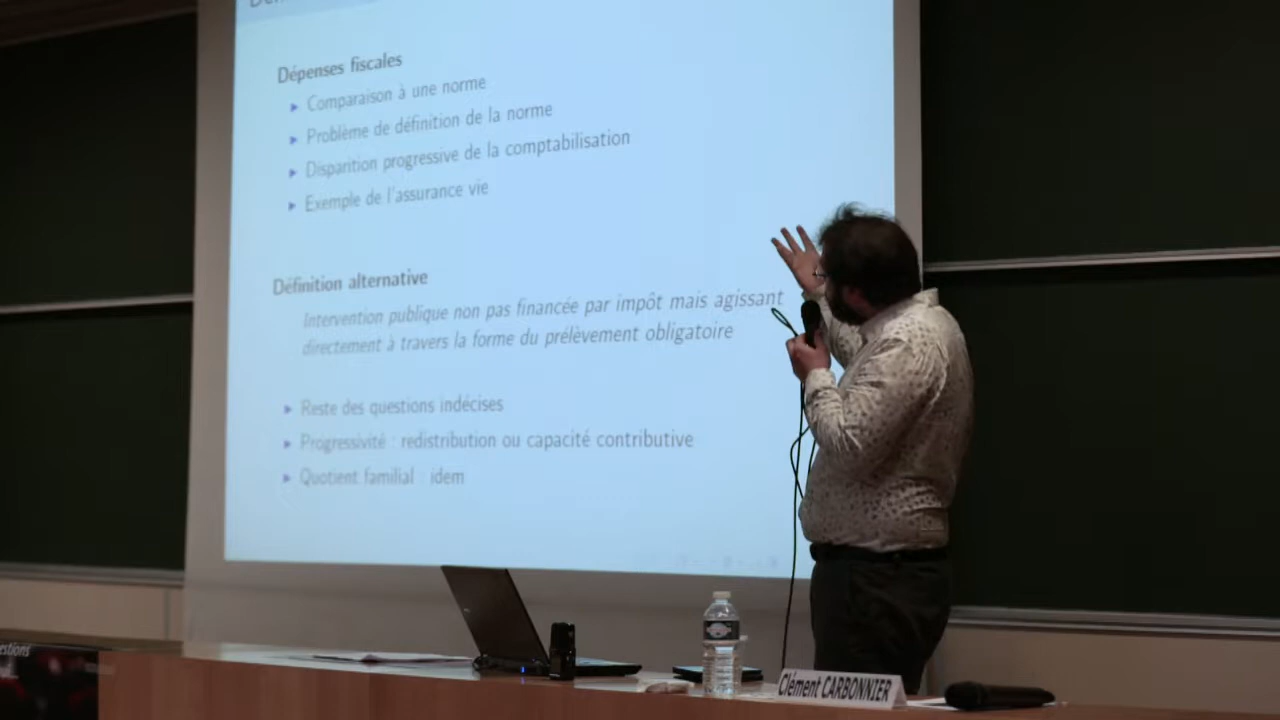 Dépenses fiscales
Comparaison à une norme
Problème de définition de la norme
Disparition progressive de la comptabilisation
Exemple de l'assurance vie
Définition alternative
Intervention publique non pas financée par impôt mais agissant
directement à travers la forme du prélèvement obligatoire
Reste des questions indécises
Progressivité : redistribution ou capacité contributive
Quotient familial : idem
Clément CARBONNIER